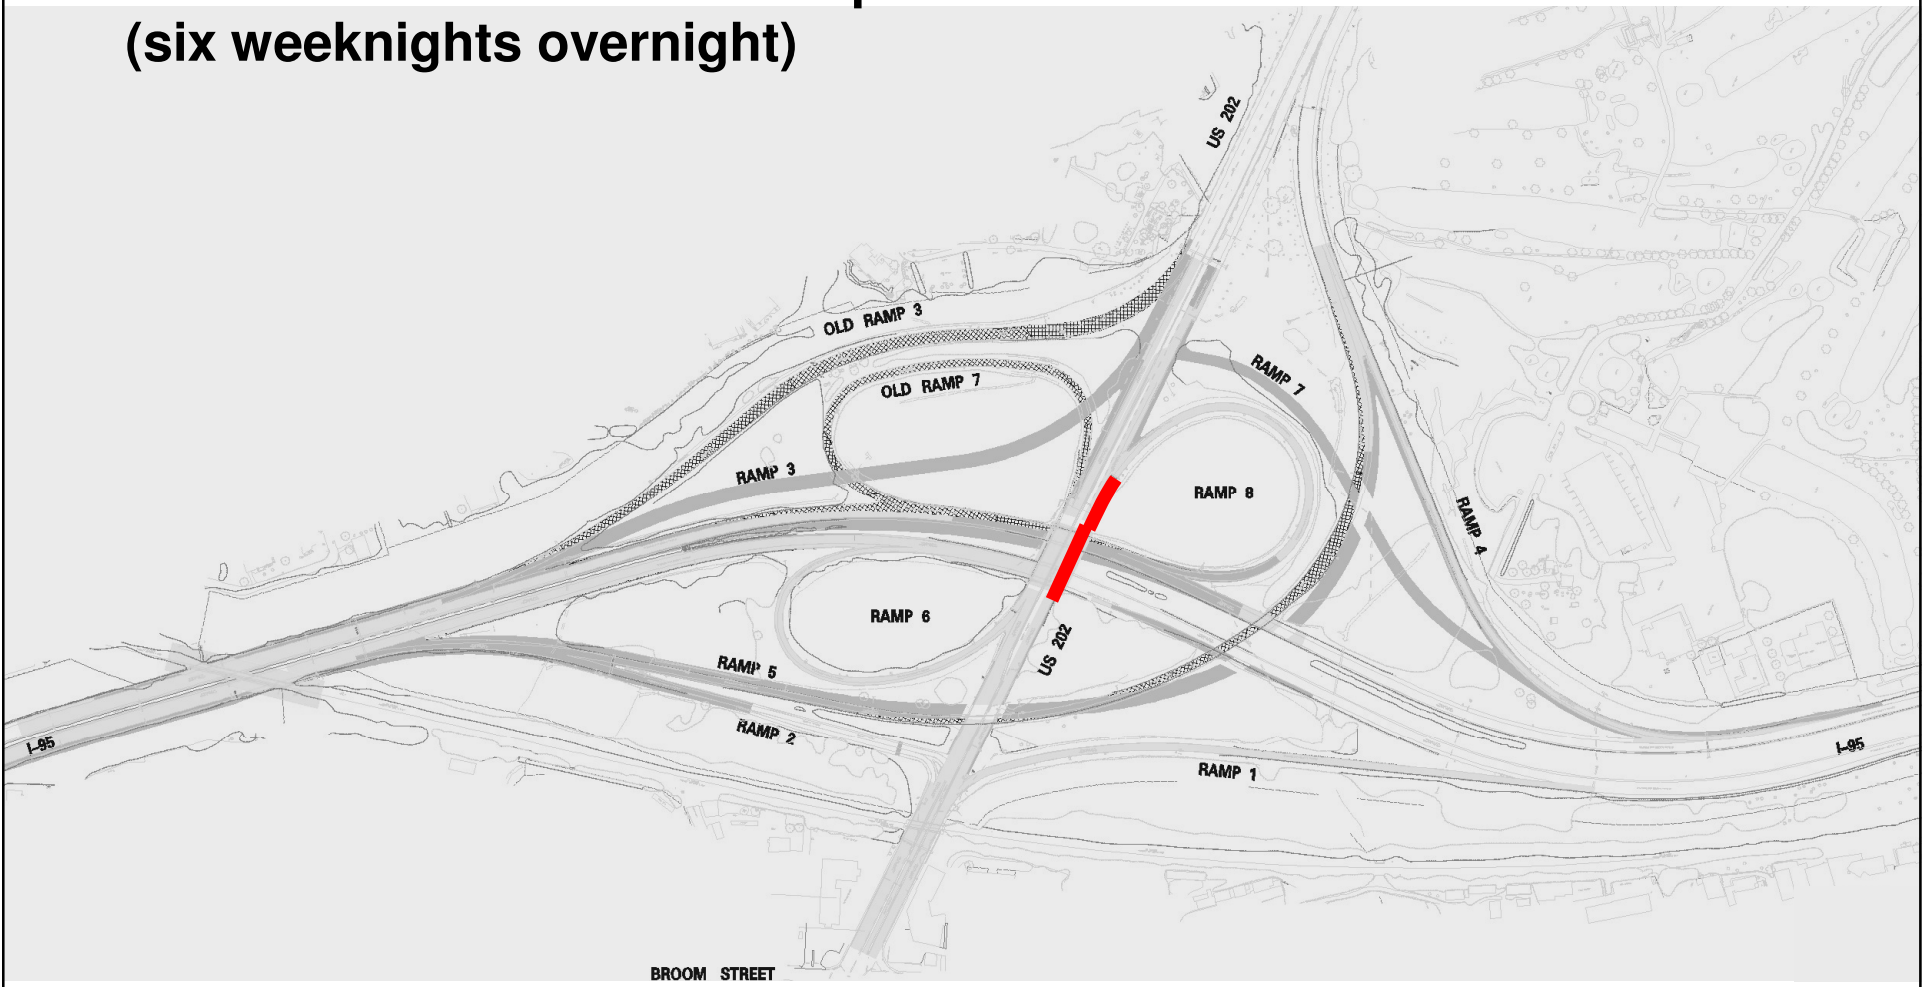 (six weeknights overnight)
US 202
OLD RAMP 3
OLD RAMP 7
RAMP 7
RAMP 3
RAMP 8
RAMP 4
RAMP 6
US 202
RAMP 5
RAMP 2
I-95
I-95
RAMP 1
BROOM STREET